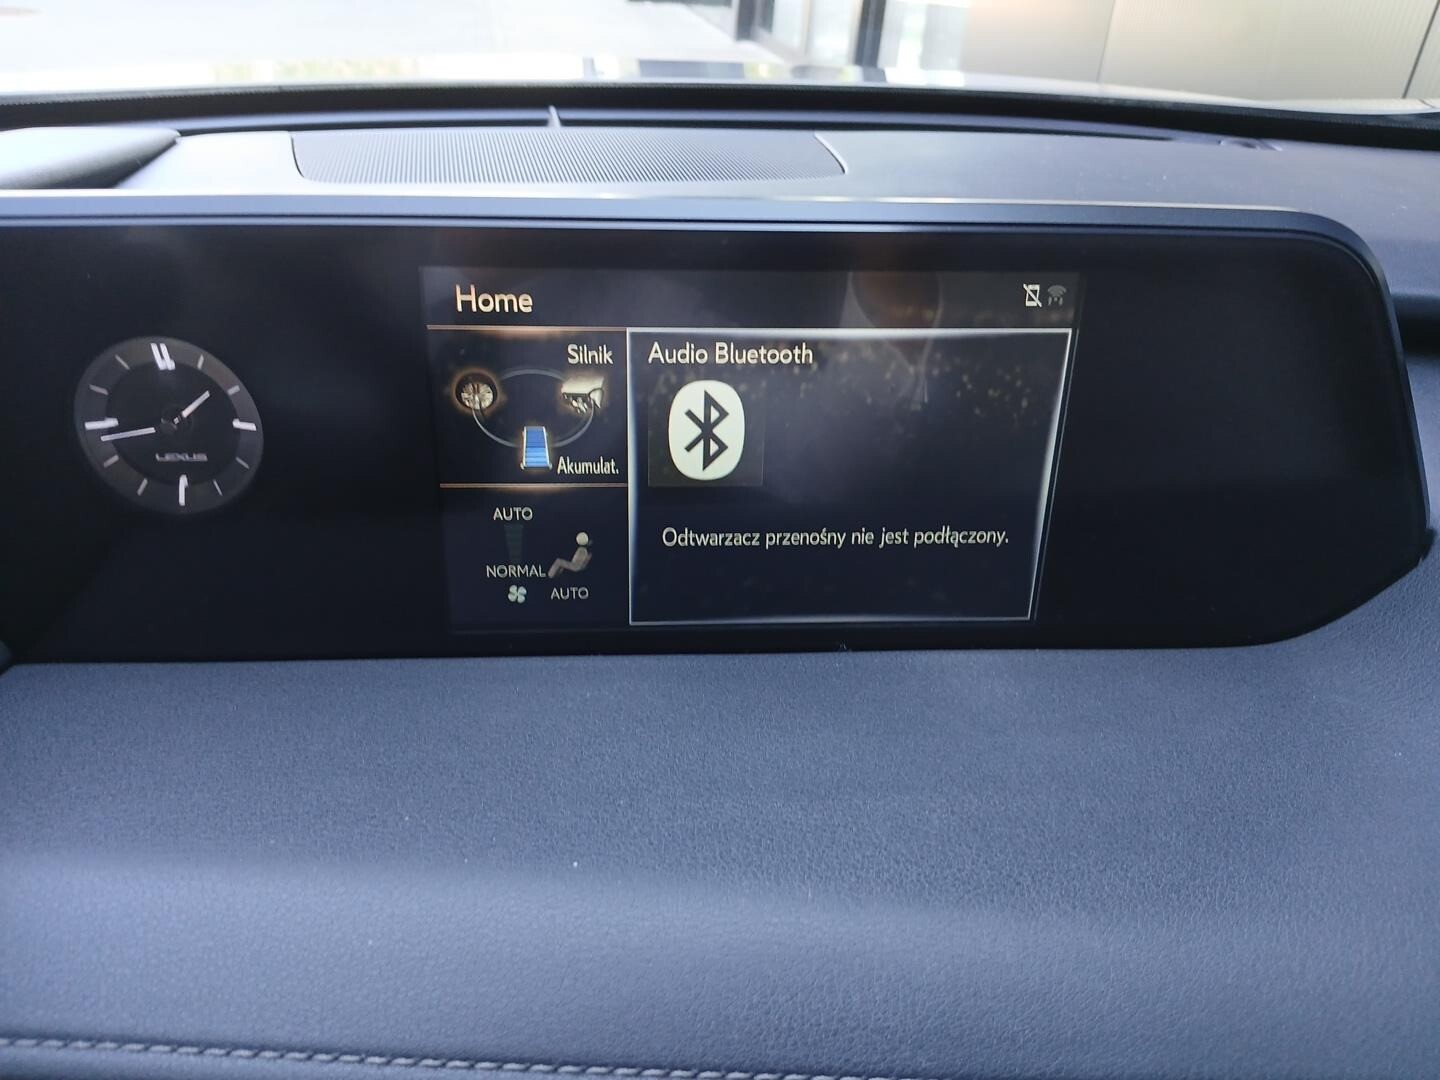 Home
Silnik
Akumulat.
AUTO
NORMAL
AUTO
Audio Bluetooth
Odtwarzacz przenośny nie jest podłączony.
LEXUS